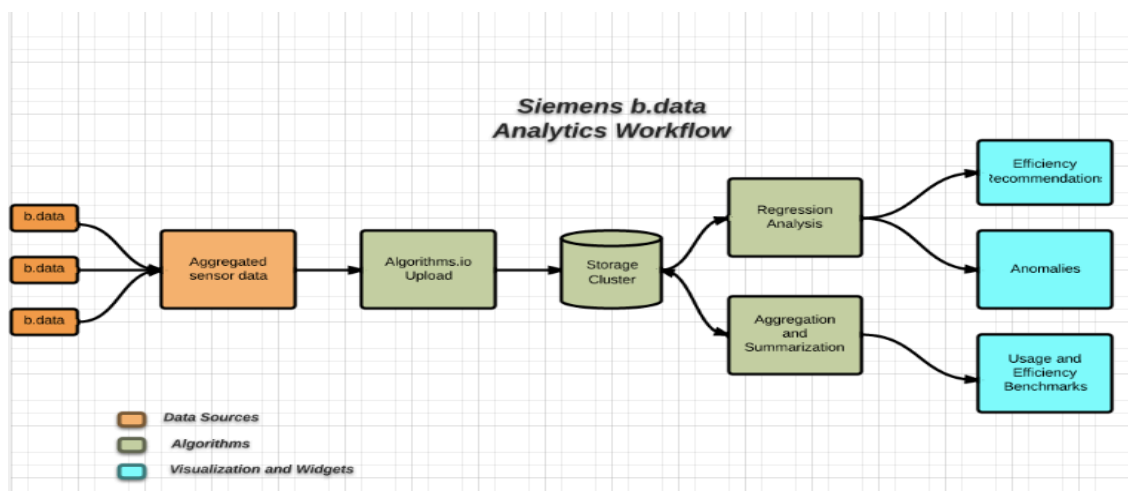 Siemens b.data
Analytics Workflow
b.data
b.data
b.data
Aggregated
sensor data
Algorithms.io
Upload
Storage
Cluster
Regression
Analysis
Aggregation
and
Summarization
Efficiency
Recommendations
Anomalies
Usage and
Efficiency
Benchmarks
Data Sources
Algorithms
Visualization and Widgets